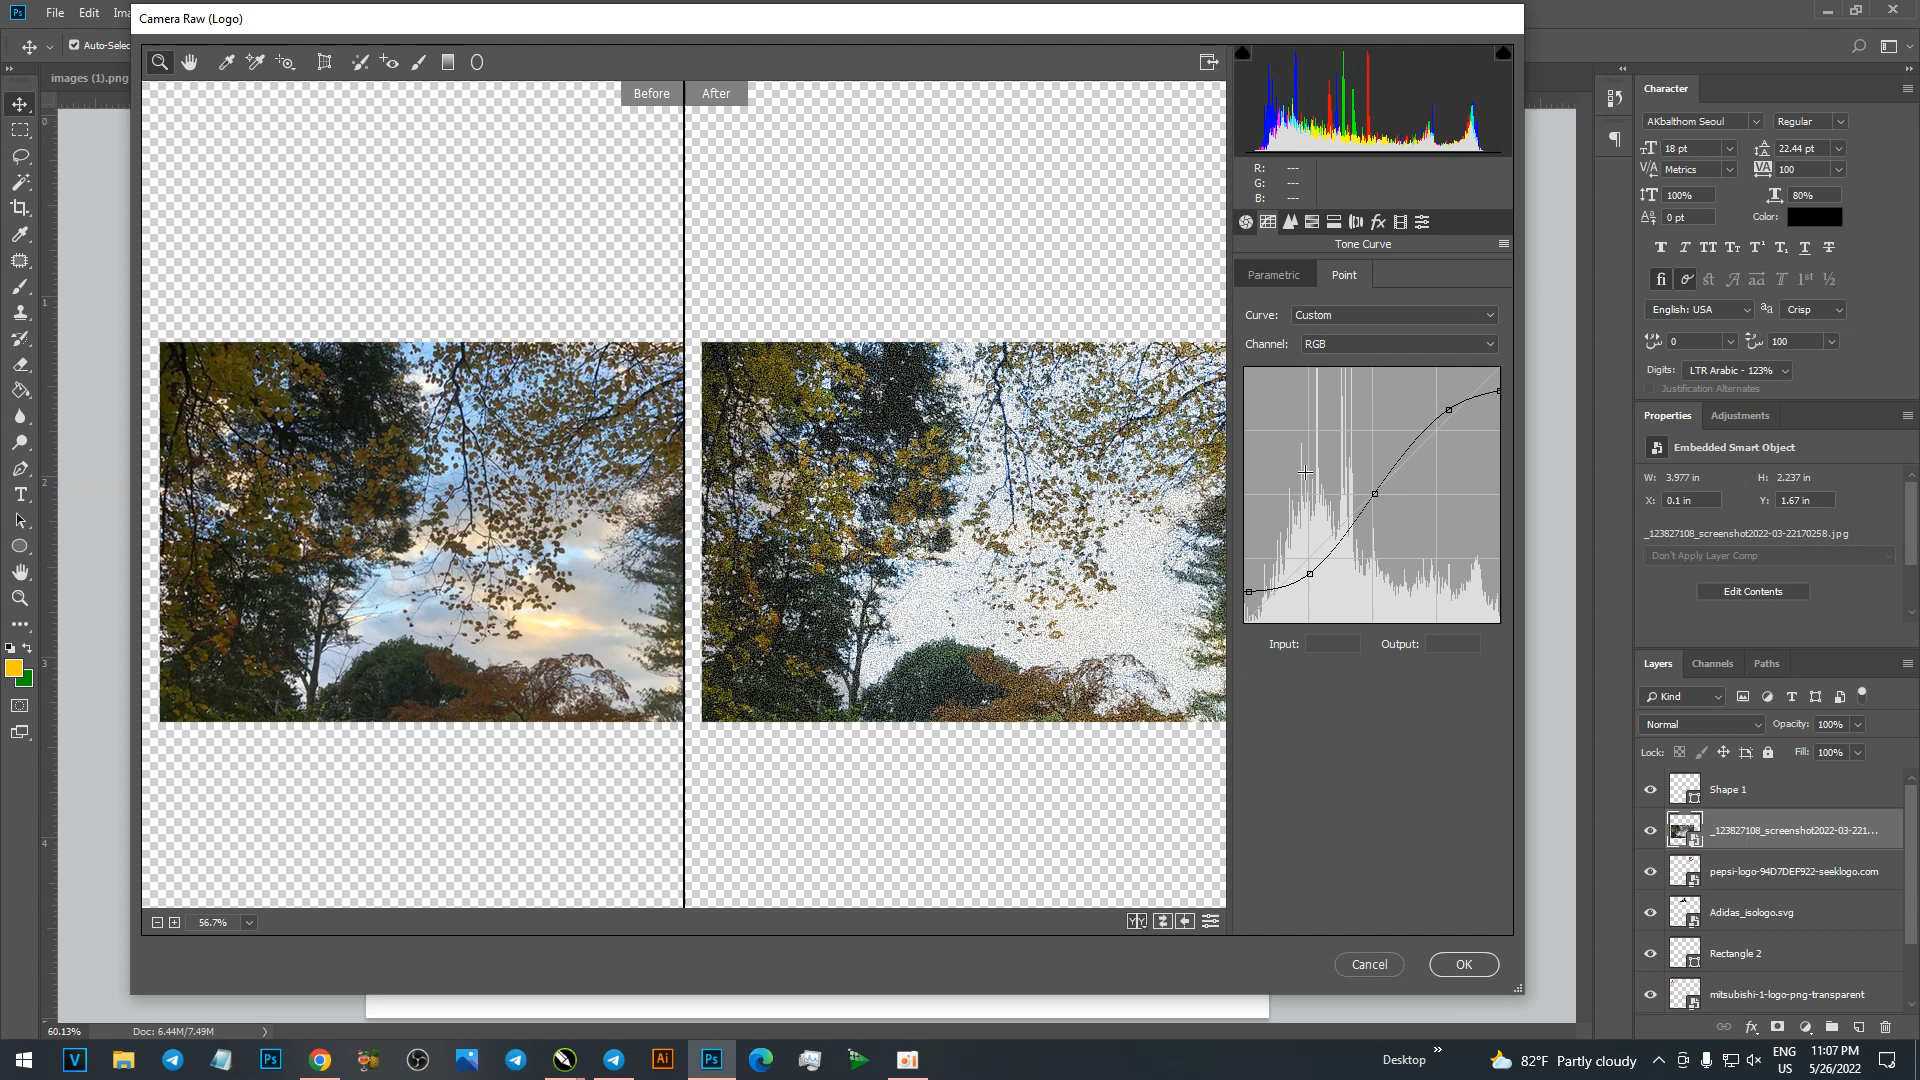 Camera Raw (Logo)
Ps File Edit Ima
Auto-Selec
images (1).png
Before After
R: ---
G: ---
B: ---
Tone Curve
Parametric Point
Curve: Custom
Channel: RGB
Input: Output:
56.7%
Cancel OK
Character
AKbalthom Seoul Regular
18 pt 22.44 pt
Metrics 100
100% 80%
0 pt Color:
English: USA aa Crisp
0 100
Digits: LTR Arabic - 123%
Justification Alternates
Properties Adjustments
Embedded Smart Object
W: 3.977 in H: 2.237 in
X: 0.1 in Y: 1.67 in
_123827108_screenshot2022-03-22170258.jpg
Don't Apply Layer Comp
Edit Contents
Layers Channels Paths
Kind
Normal Opacity: 100%
Lock: Fill: 100%
Shape 1
_123827108_screenshot2022-03-221...
pepsi-logo-94D7DEF922-seeklogo.com
Adidas_isologo.svg
Rectangle 2
mitsubishi-1-logo-png-transparent
60.13% Doc: 6.44M/7.49M
Desktop
82°F Partly cloudy
ENG
US
11:07 PM
5/26/2022